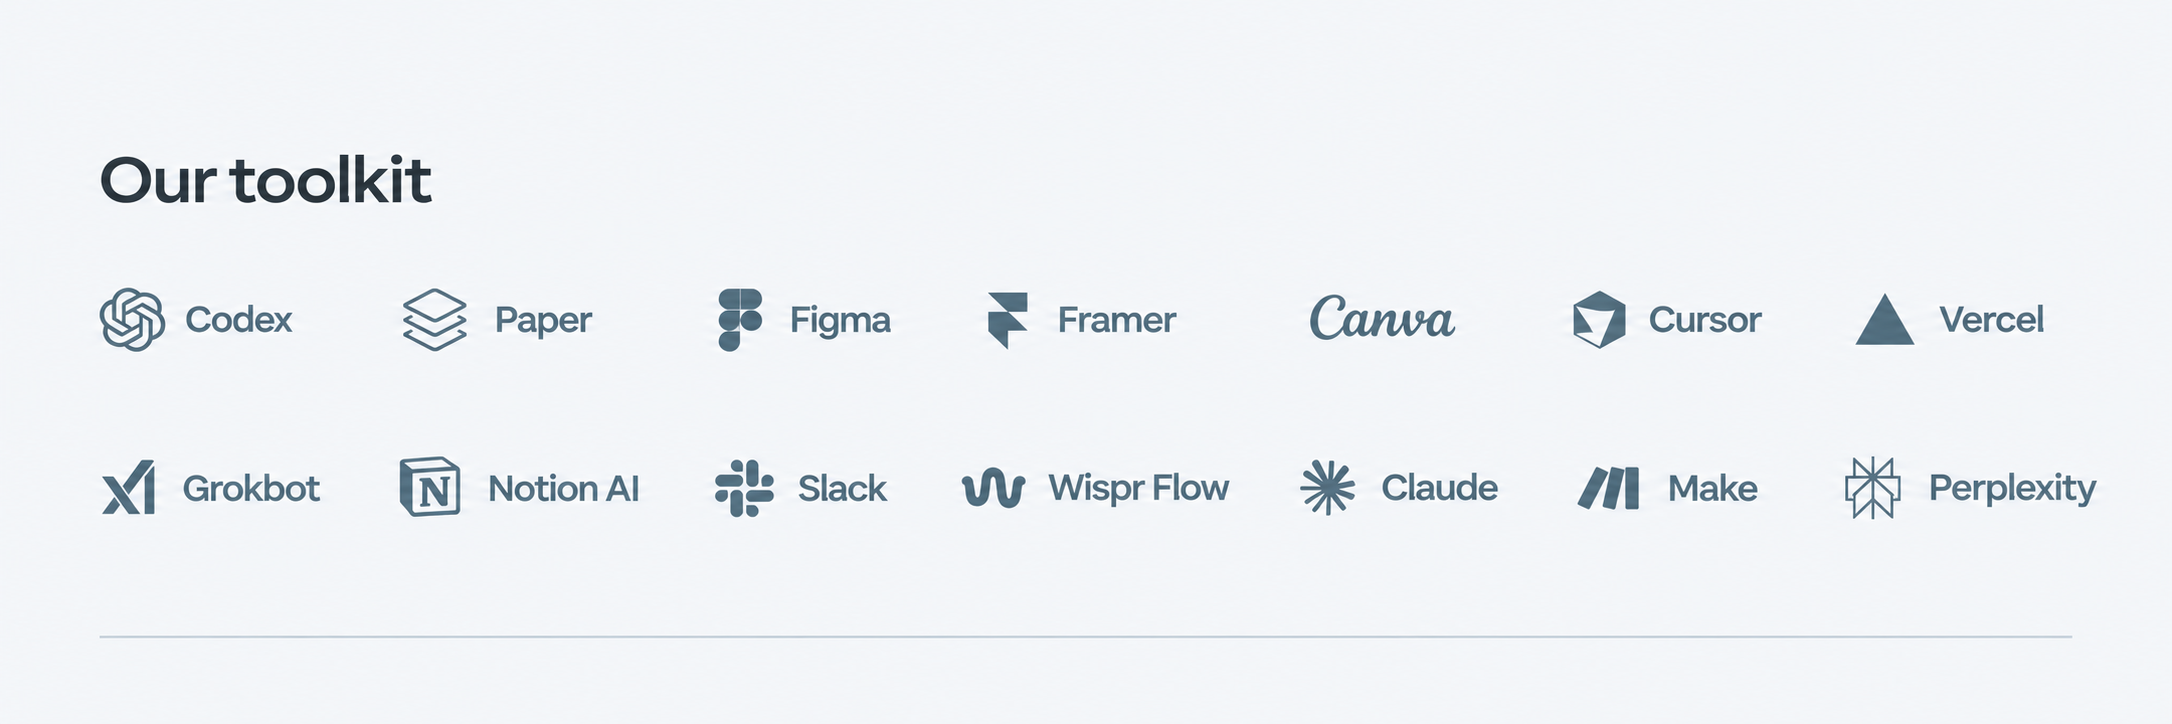 Our toolkit
Codex Paper Figma Framer Canva Cursor Vercel
Grokbot Notion AI Slack Wispr Flow Claude Make Perplexity